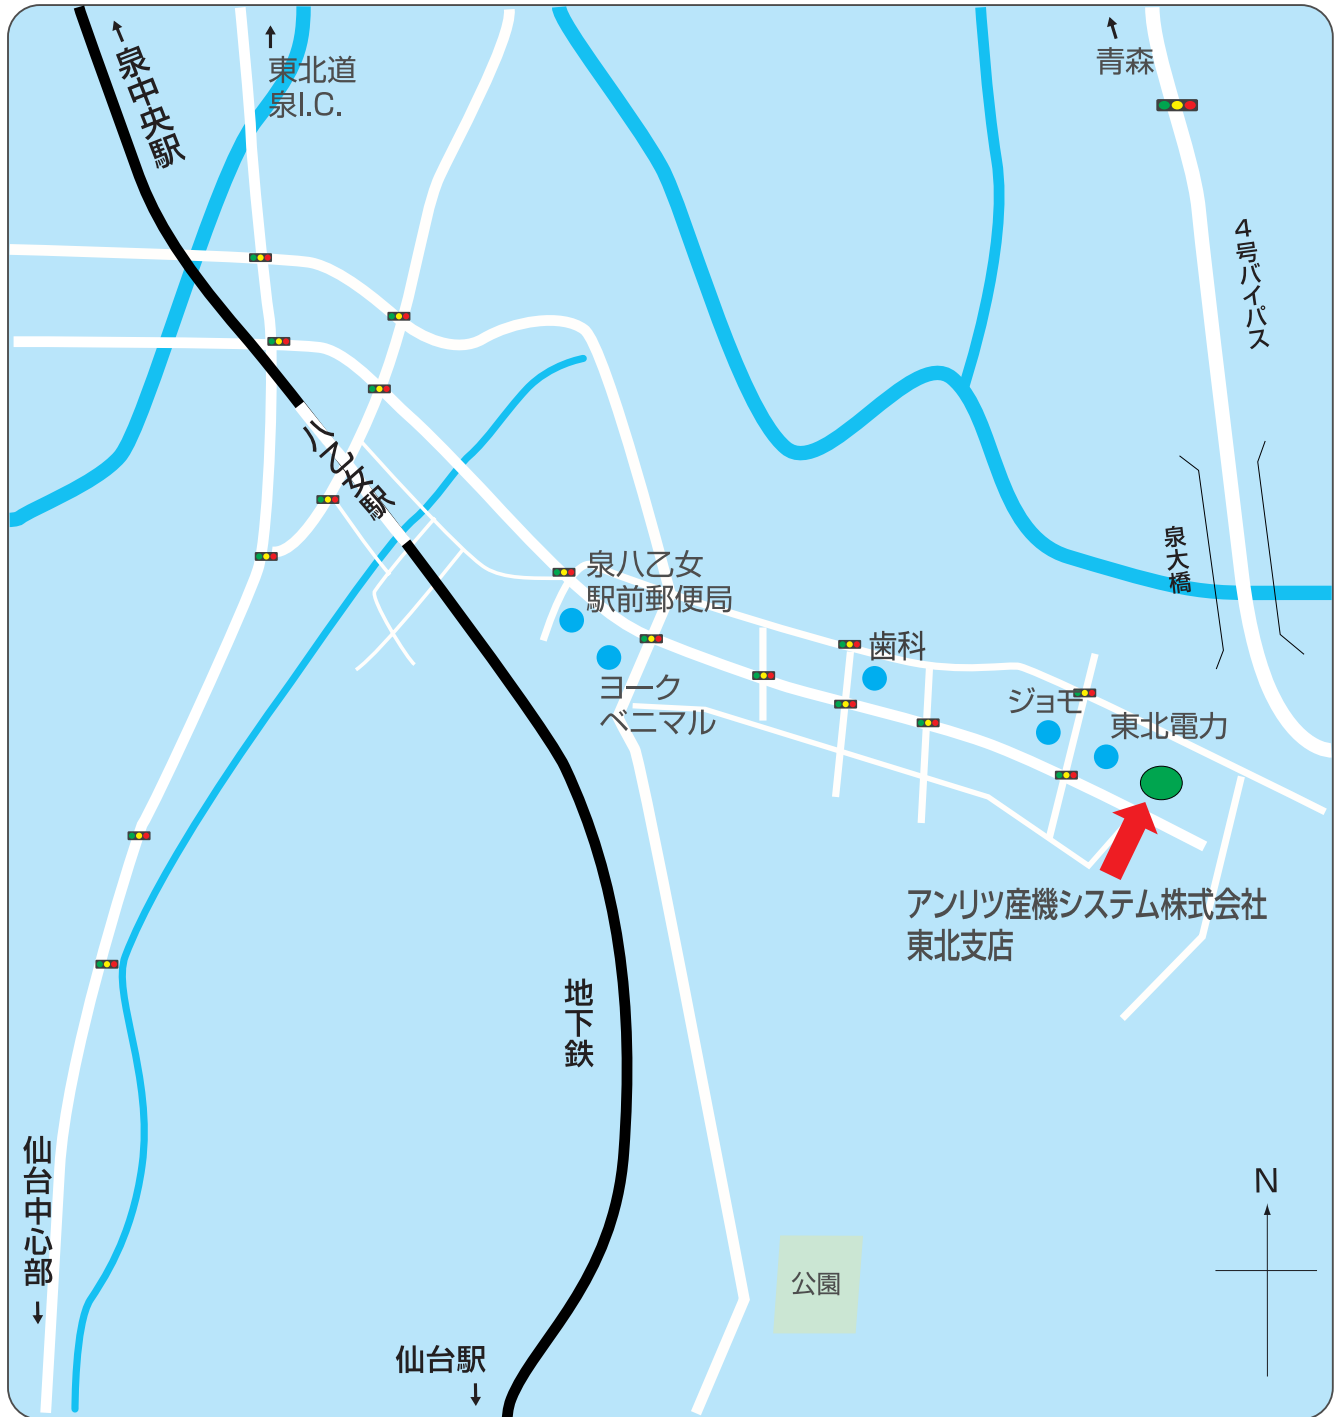 泉中央駅
東北道
泉I.C.
青森
4号バイパス
八乙女駅
泉大橋
泉八乙女
駅前郵便局
歯科
ヨーク
ベニマル
ジョモ
東北電力
アンリツ産機システム株式会社
東北支店
地下鉄
仙台中心部
N
公園
仙台駅